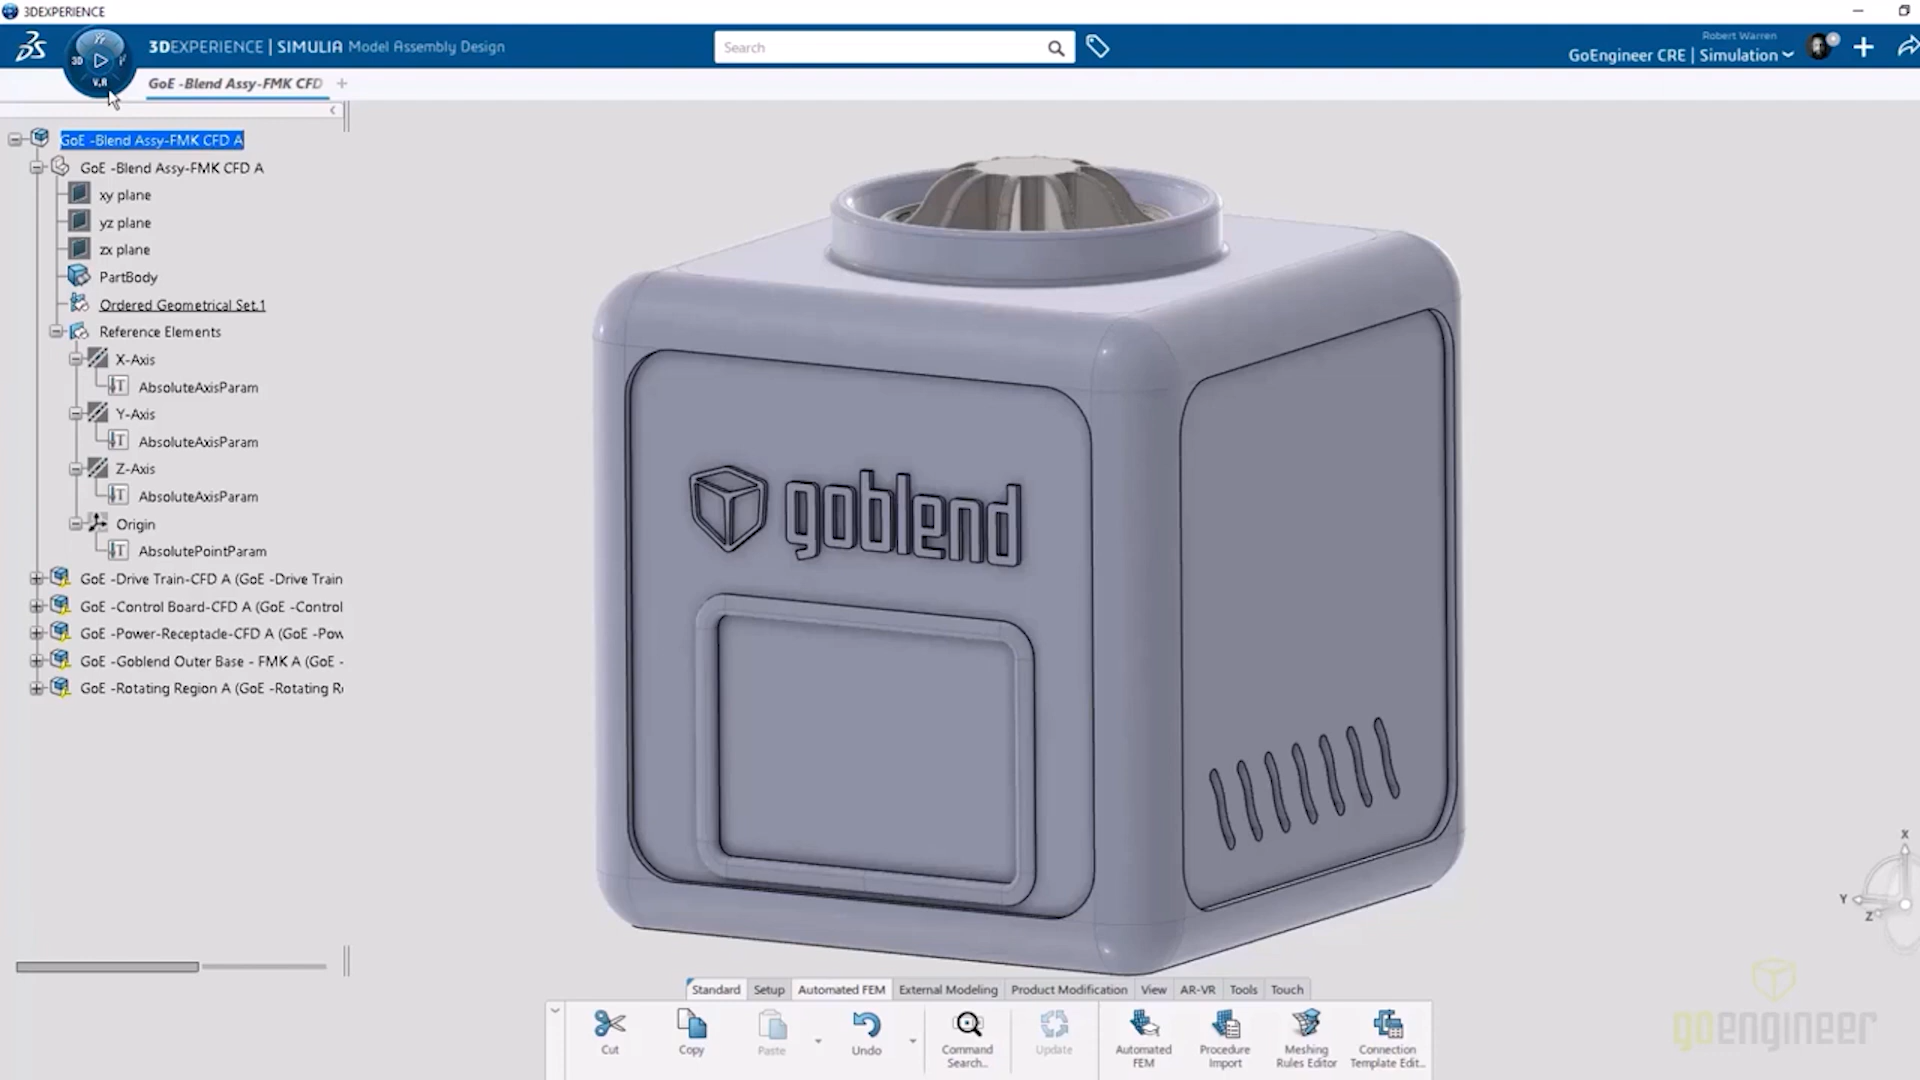 3DEXPERIENCE
3DEXPERIENCE | SIMULIA Model Assembly Design
Search
Robert Warren
GoEngineer CRE | Simulation
3D
V.R
GoE -Blend Assy-FMK CFD
GoE -Blend Assy-FMK CFD A
GoE -Blend Assy-FMK CFD A
xy plane
yz plane
zx plane
PartBody
Ordered Geometrical Set.1
Reference Elements
X-Axis
AbsoluteAxisParam
Y-Axis
AbsoluteAxisParam
Z-Axis
AbsoluteAxisParam
Origin
AbsolutePointParam
GoE -Drive Train-CFD A (GoE -Drive Train
GoE -Control Board-CFD A (GoE -Control
GoE -Power-Receptacle-CFD A (GoE -Pow
GoE -Goblend Outer Base - FMK A (GoE -
GoE -Rotating Region A (GoE -Rotating R
goblend
X
Y
Z
Standard Setup Automated FEM External Modeling Product Modification View AR-VR Tools Touch
Cut Copy Paste Undo Command Search... Update Automated FEM Procedure Import Meshing Rules Editor Connection Template Edit...
goengineer